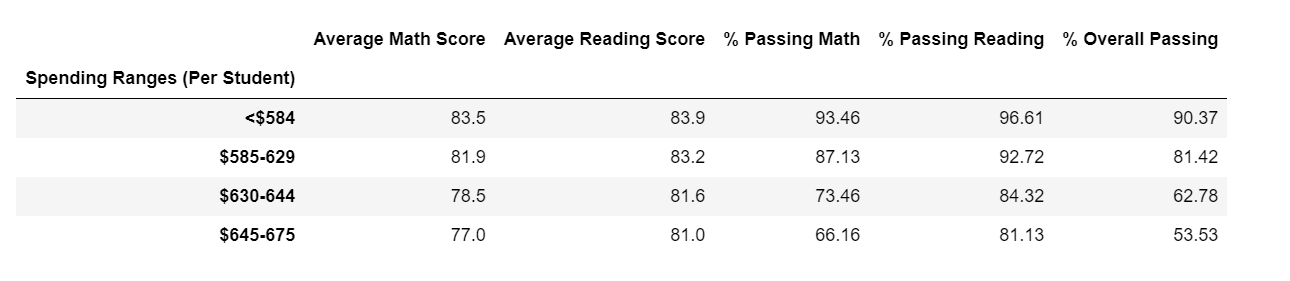 Average Math Score Average Reading Score % Passing Math % Passing Reading % Overall Passing
Spending Ranges (Per Student)
<$584 83.5 83.9 93.46 96.61 90.37
$585-629 81.9 83.2 87.13 92.72 81.42
$630-644 78.5 81.6 73.46 84.32 62.78
$645-675 77.0 81.0 66.16 81.13 53.53